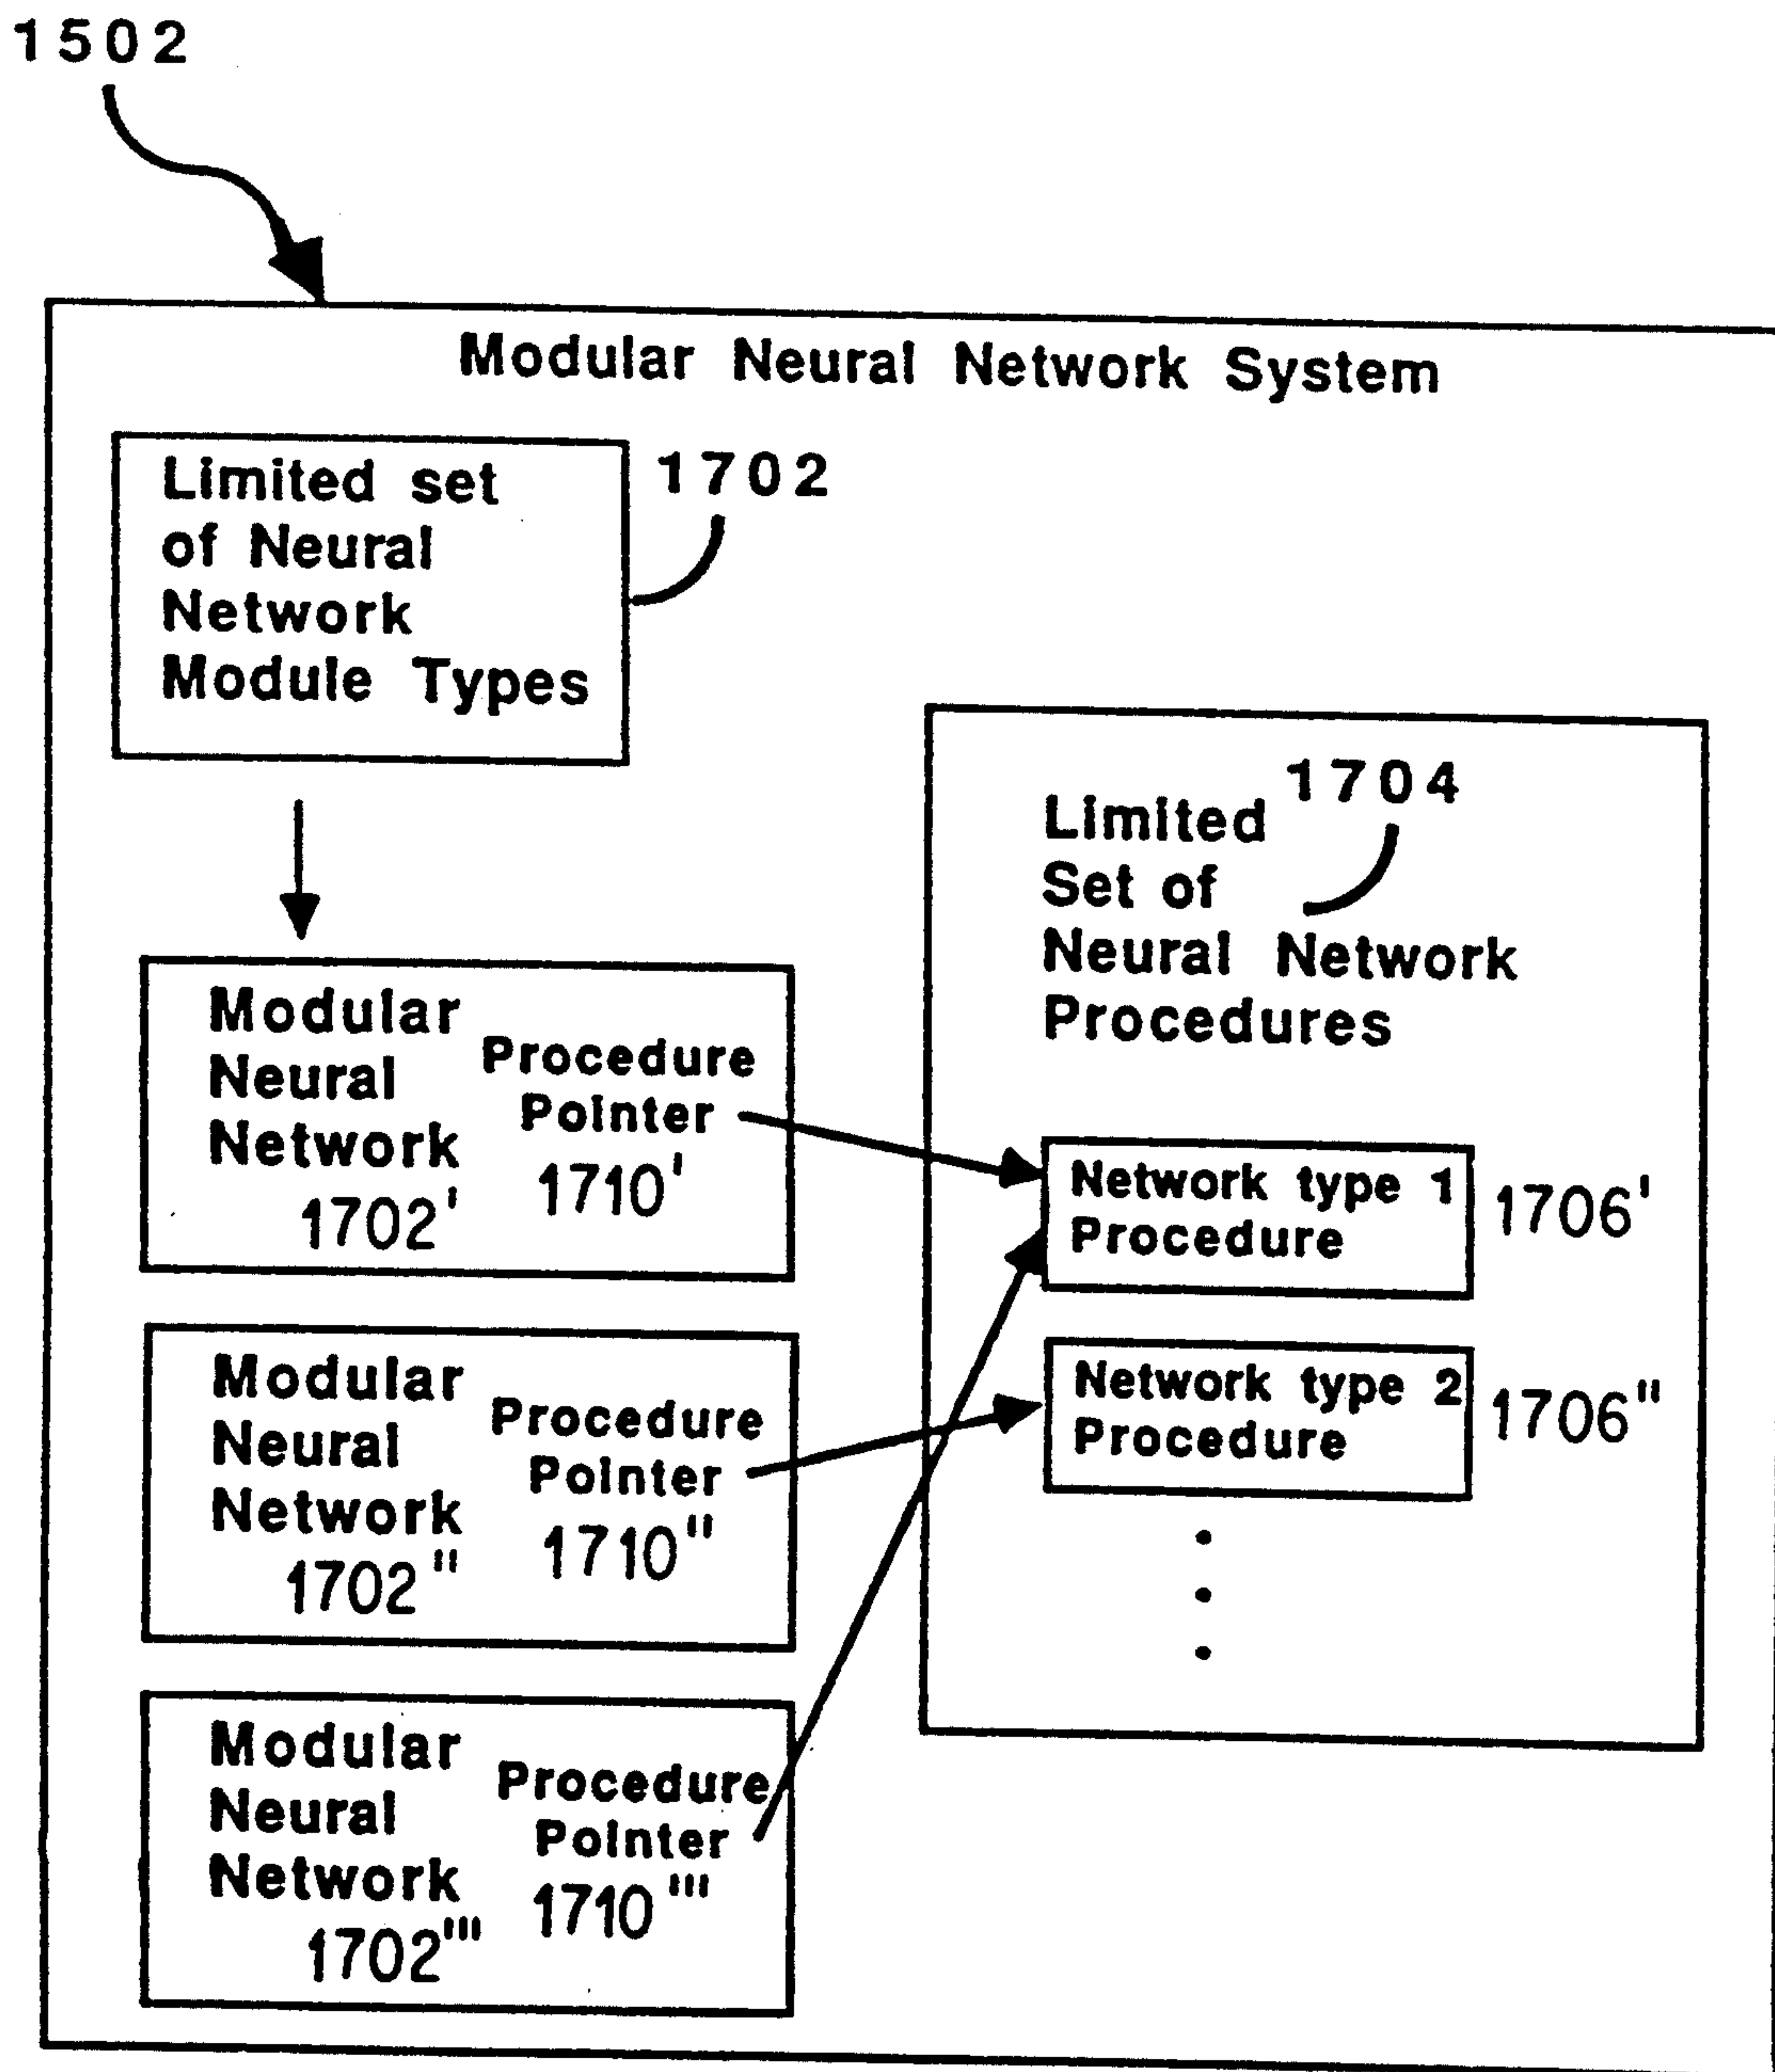 1502
Modular Neural Network System
Limited set
of Neural
Network
Module Types
1702
Limited
Set of
Neural Network
Procedures
1704
Modular
Neural
Network
1702'
Procedure
Pointer
1710'
Network type 1
Procedure
1706'
Modular
Neural
Network
1702"
Procedure
Pointer
1710"
Network type 2
Procedure
1706"
Modular
Neural
Network
1702'''
Procedure
Pointer
1710'''